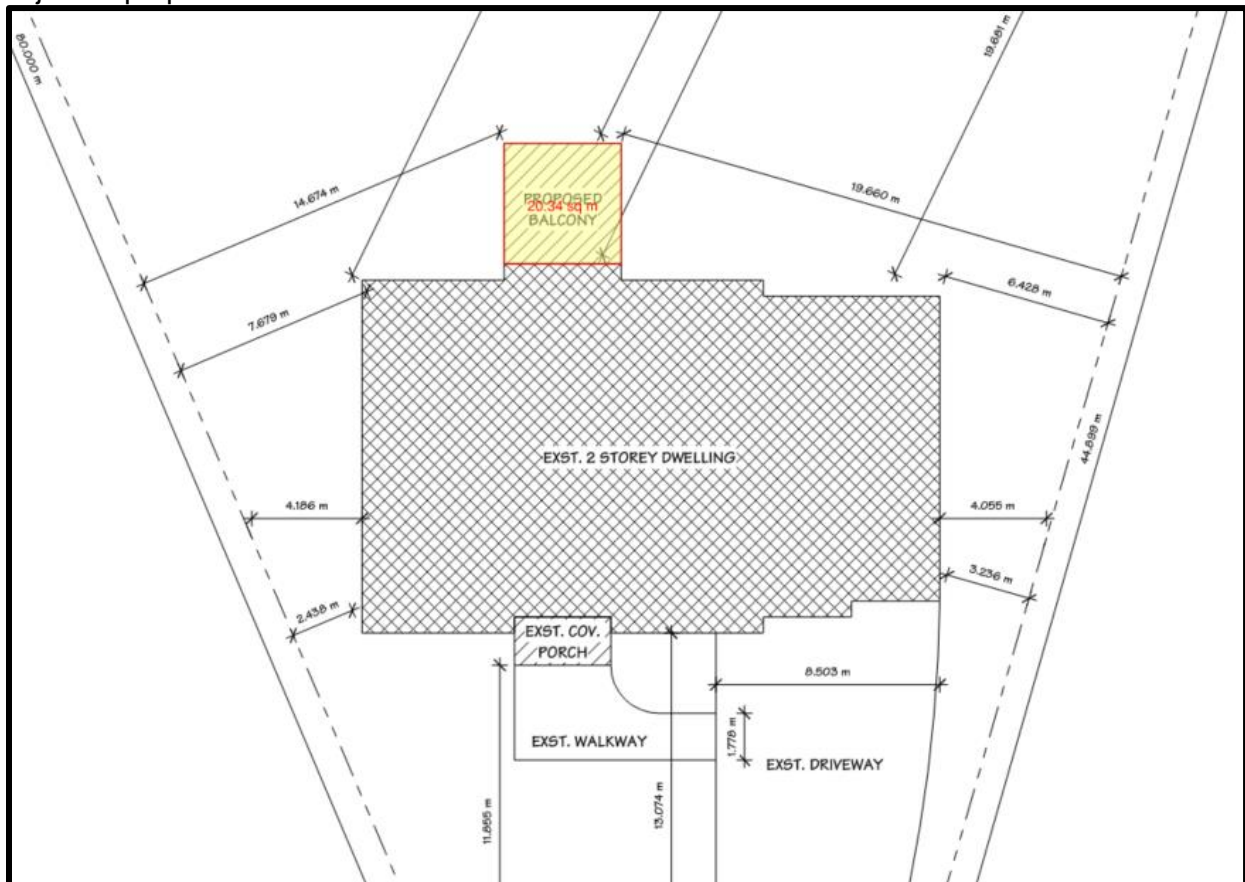 80.000 m
19.681 m
14.674 m
PROPOSED
20.34 sq m
BALCONY
19.660 m
7.679 m
6.428 m
44.899 m
EXST. 2 STOREY DWELLING
4.186 m
4.055 m
3.236 m
2.438 m
EXST. COV.
PORCH
8.503 m
EXST. WALKWAY
1.778 m
EXST. DRIVEWAY
11.855 m
13.074 m